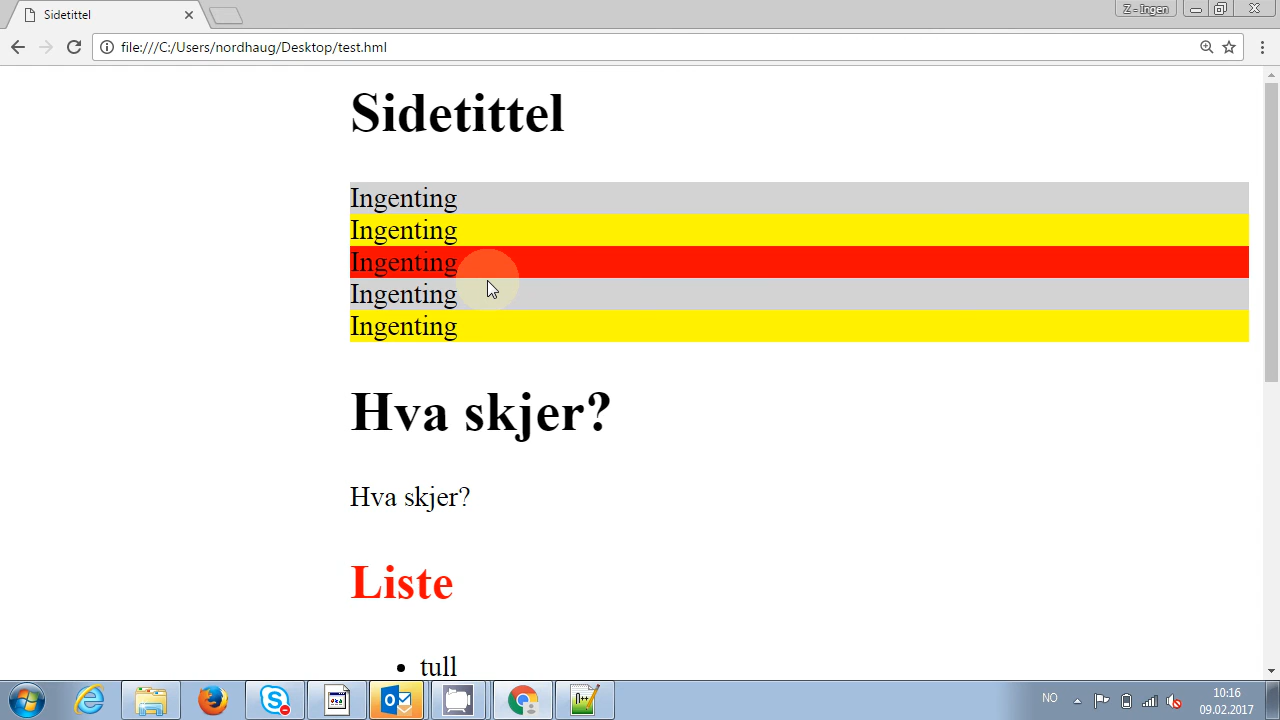 Sidetittel
Z - Ingen
file:///C:/Users/nordhaug/Desktop/test.hml
Sidetittel
Ingenting
Ingenting
Ingenting
Ingenting
Ingenting
Hva skjer?
Hva skjer?
Liste
• tull
NO
10:16
09.02.2017